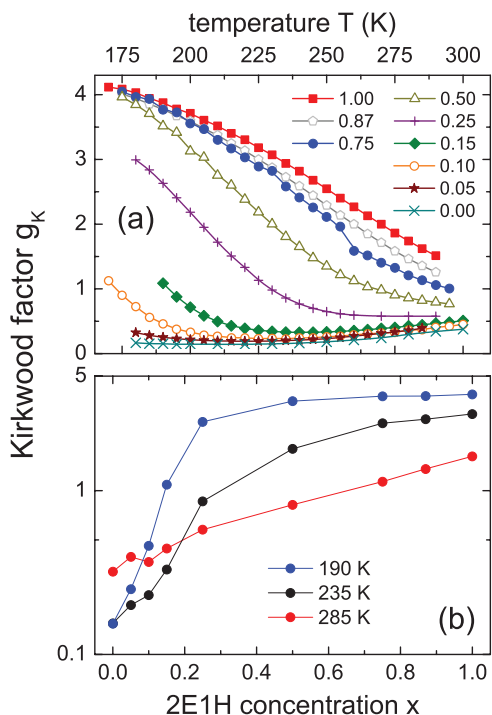 temperature T (K)
175 200 225 250 275 300
4
3
2
1
0
1.00
0.87
0.75
0.50
0.25
0.15
0.10
0.05
0.00
(a)
Kirkwood factor g_K
5
1
0.1
190 K
235 K
285 K
(b)
0.0 0.2 0.4 0.6 0.8 1.0
2E1H concentration x